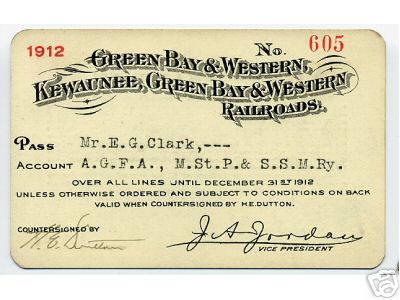 1912
No. 605
GREEN BAY & WESTERN,
KEWAUNEE, GREEN BAY & WESTERN
RAILROADS.
PASS Mr.E.G.Clark,---
ACCOUNT A.G.F.A., M.St.P.& S.S.M.Ry.
OVER ALL LINES UNTIL DECEMBER 31ST 1912
UNLESS OTHERWISE ORDERED AND SUBJECT TO CONDITIONS ON BACK
VALID WHEN COUNTERSIGNED BY H.E.DUTTON.
COUNTERSIGNED BY
H.E. Dutton
J A Jordan
VICE PRESIDENT